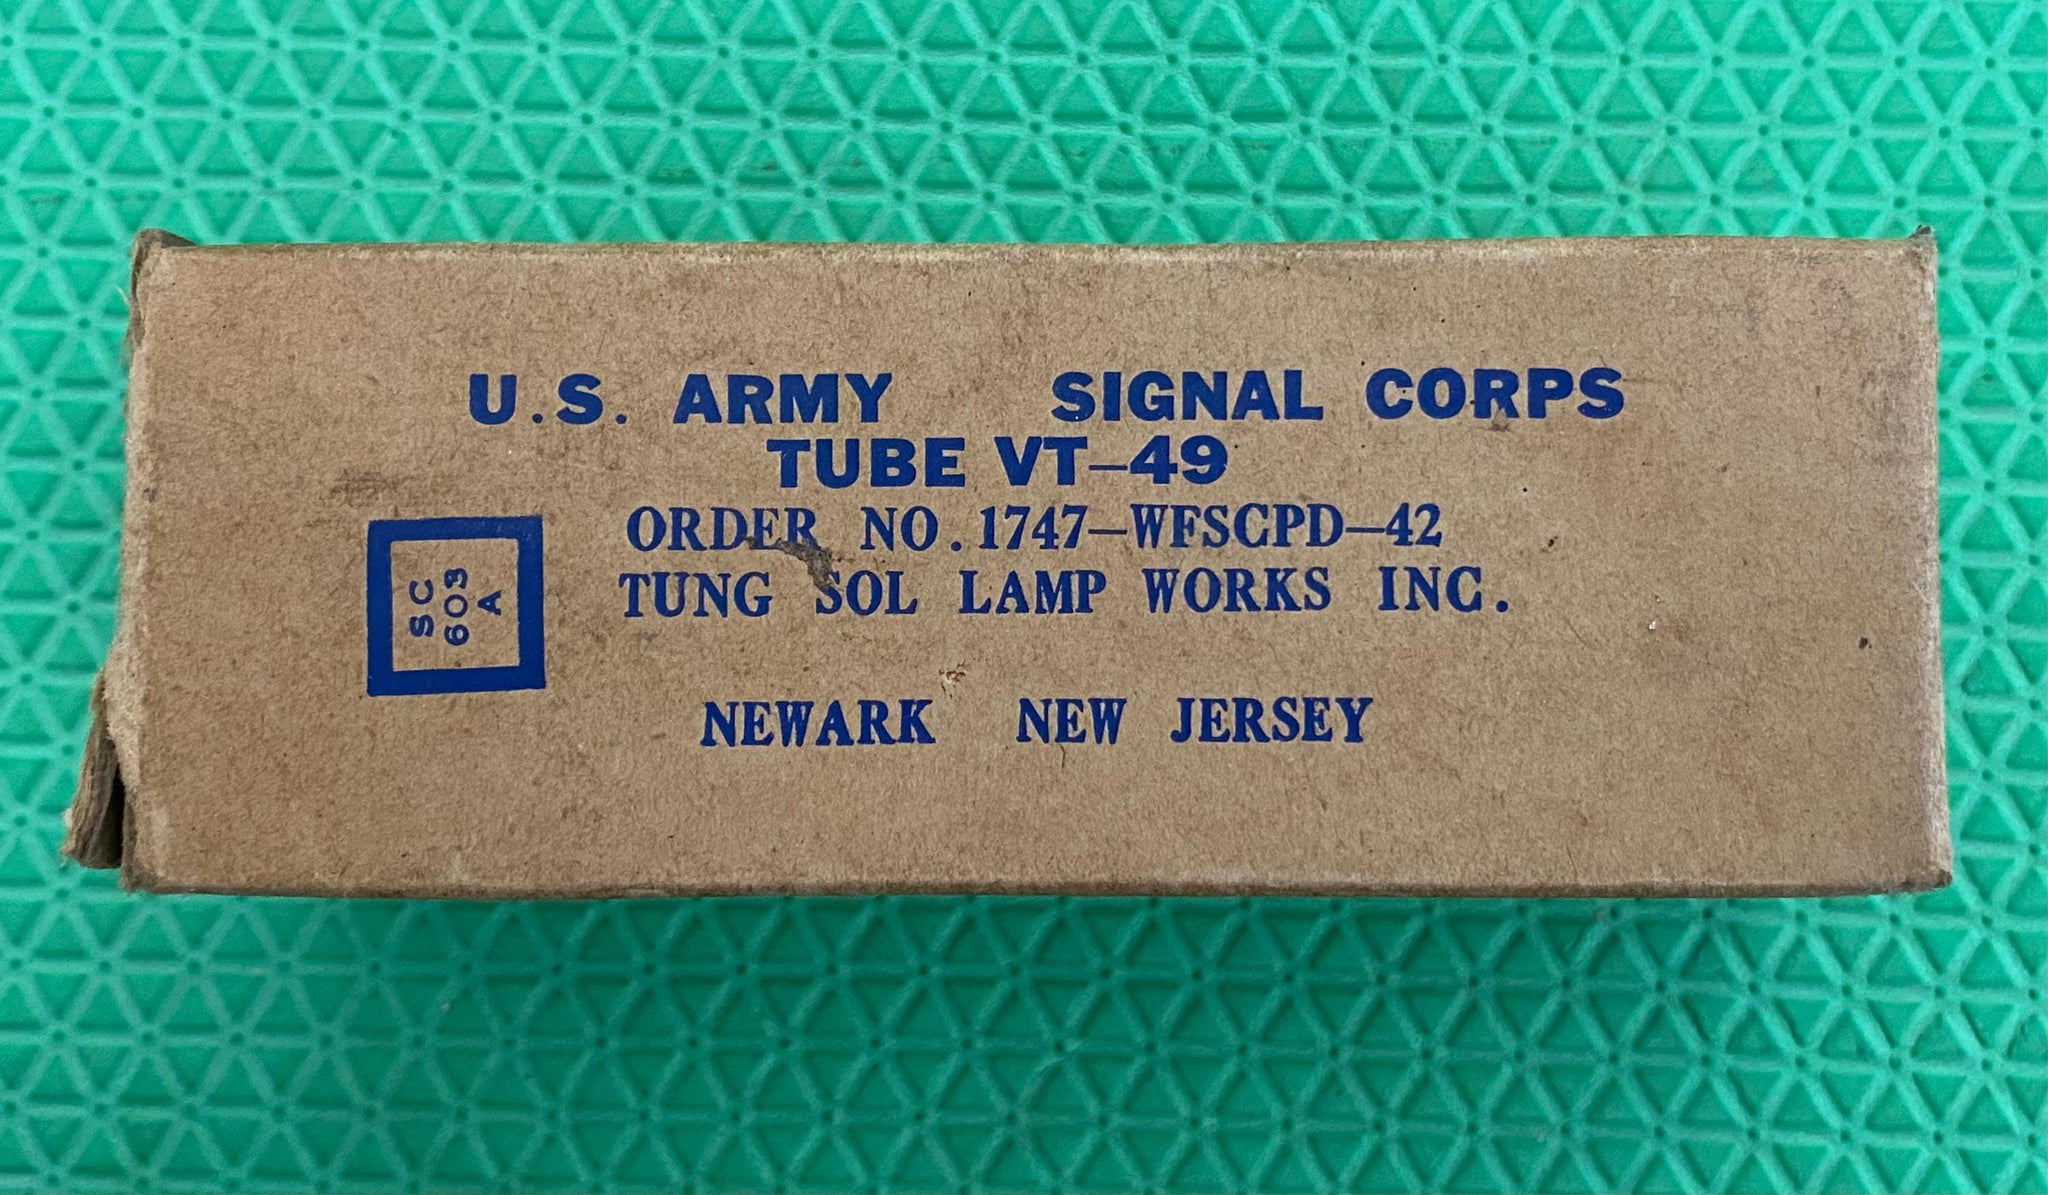 U.S. ARMY SIGNAL CORPS
TUBE VT–49
ORDER NO. 1747–WFSCPD–42
TUNG SOL LAMP WORKS INC.
NEWARK NEW JERSEY
SC
603
A